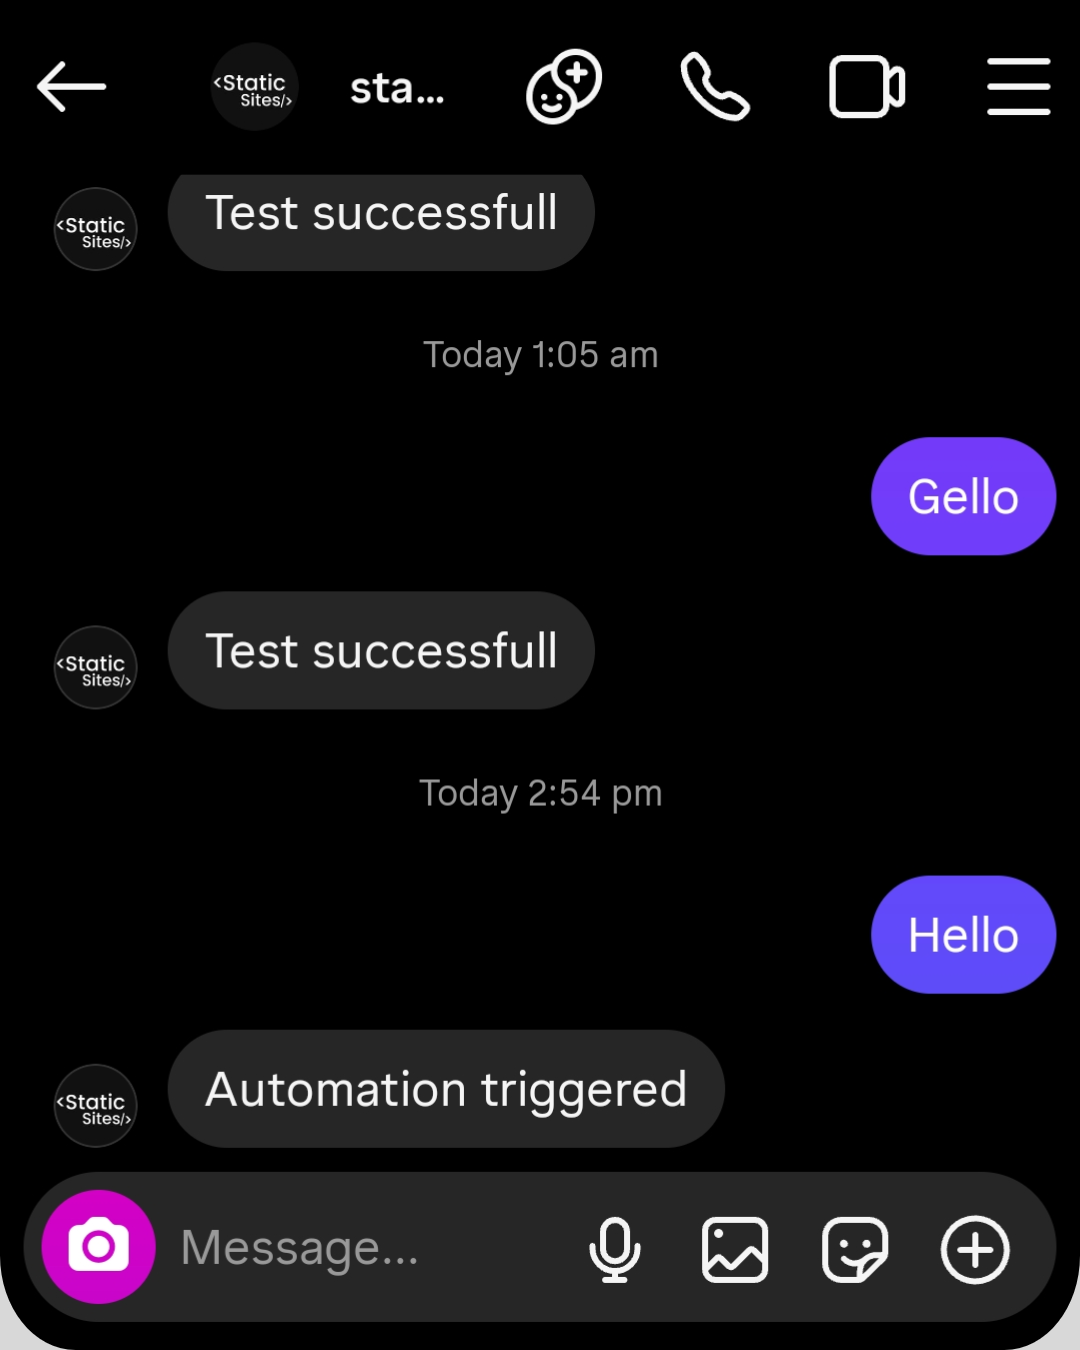 <Static
Sites/>
sta...
<Static
Sites/>
Test successfull
Today 1:05 am
Gello
<Static
Sites/>
Test successfull
Today 2:54 pm
Hello
<Static
Sites/>
Automation triggered
Message...